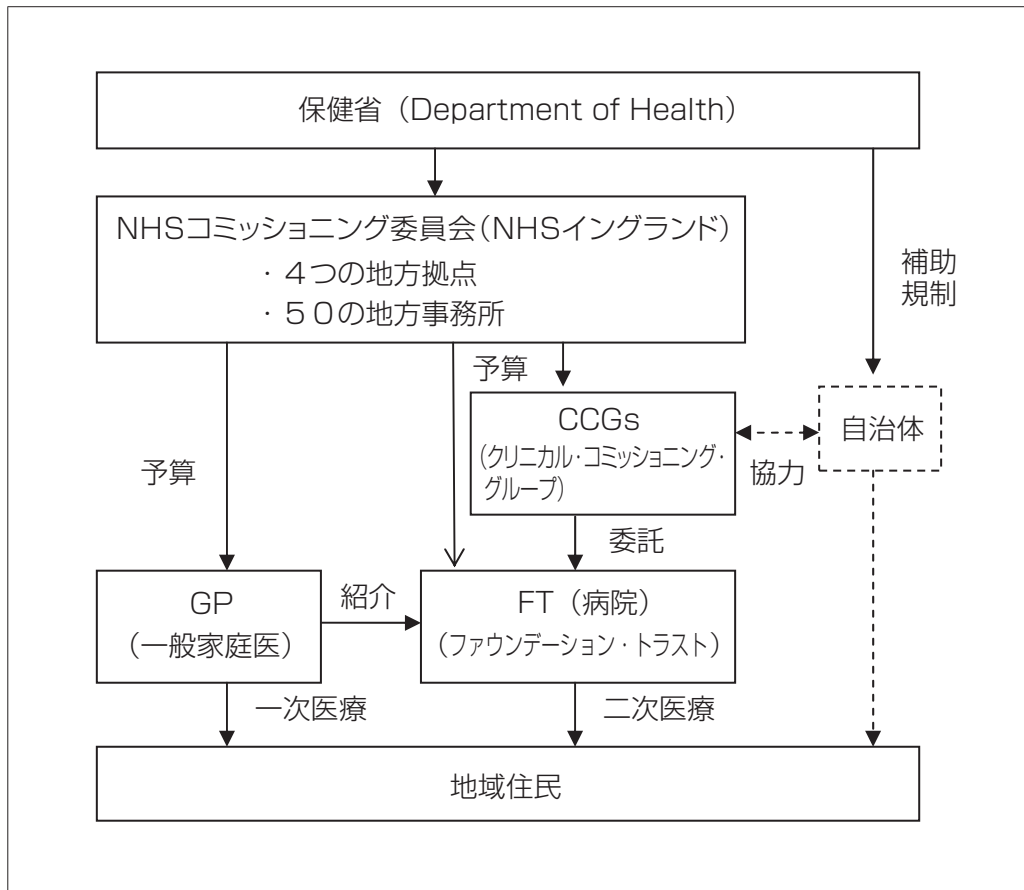 保健省（Department of Health）
NHSコミッショニング委員会（NHSイングランド）
・４つの地方拠点
・５０の地方事務所
補助
規制
予算
CCGs
（クリニカル・コミッショニング・
グループ）
自治体
協力
予算
委託
GP
（一般家庭医）
紹介
FT（病院）
（ファウンデーション・トラスト）
一次医療
二次医療
地域住民